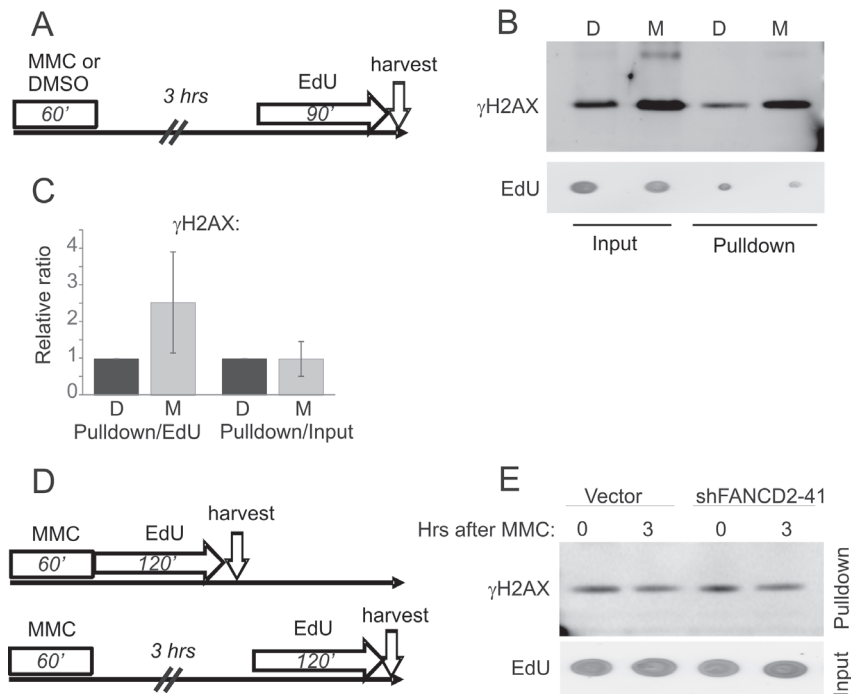 A
MMC or
DMSO
60’
3 hrs
EdU
90’
harvest
B
D M D M
γH2AX
EdU
Input
Pulldown
C
γH2AX:
Relative ratio
4
3
2
1
0
D M D M
Pulldown/EdU Pulldown/Input
D
MMC
60’
EdU
120’
harvest
MMC
60’
3 hrs
EdU
120’
harvest
E
Vector shFANCD2-41
Hrs after MMC: 0 3 0 3
γH2AX
Pulldown
EdU
Input